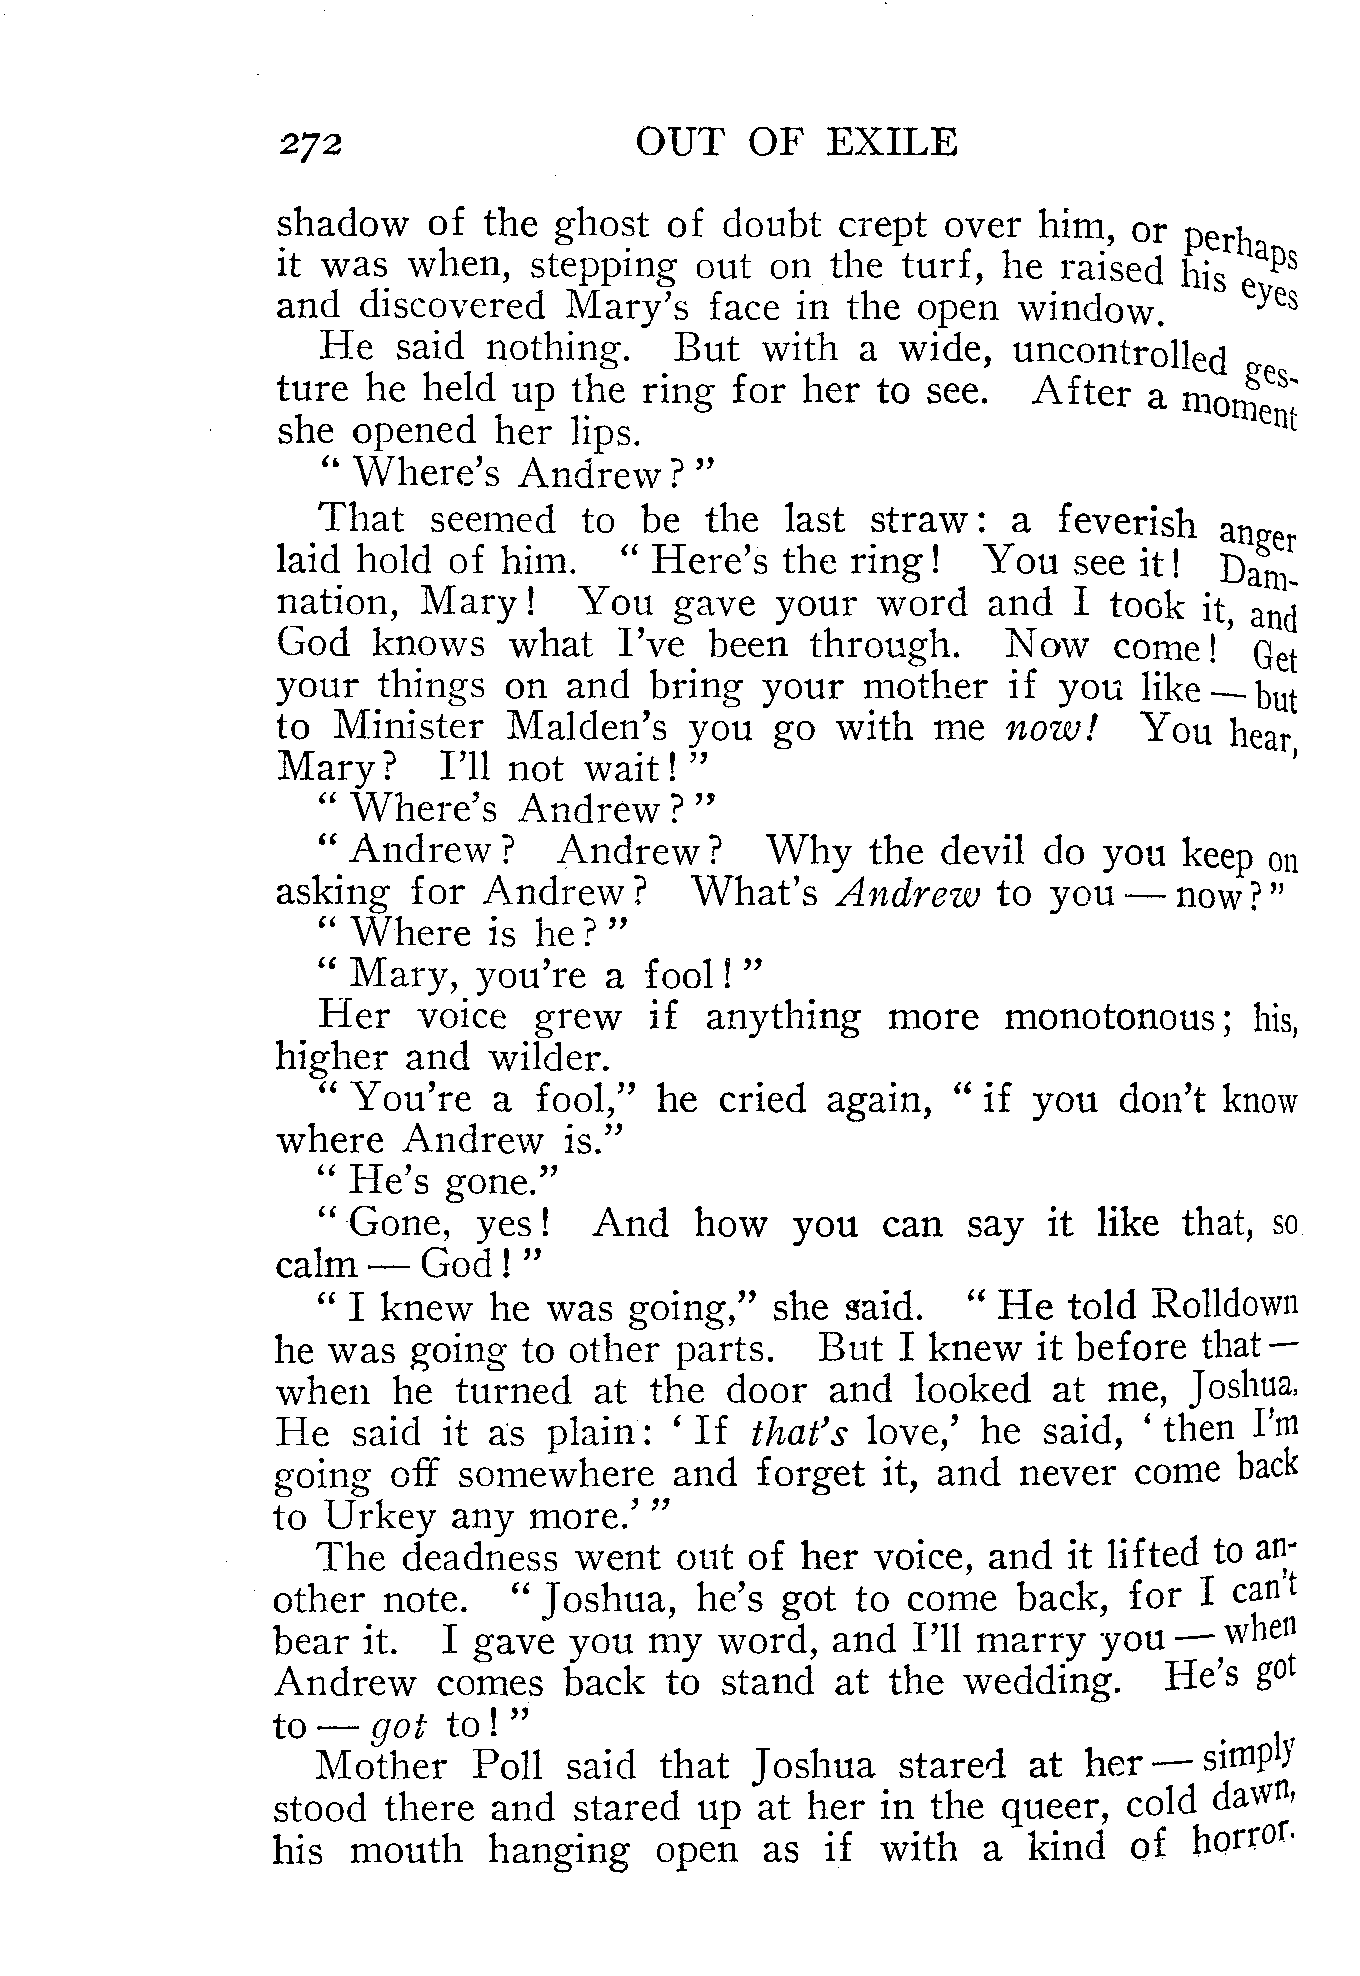 272 OUT OF EXILE
shadow of the ghost of doubt crept over him, or perhaps
it was when, stepping out on the turf, he raised his eyes
and discovered Mary's face in the open window.
He said nothing. But with a wide, uncontrolled ges-
ture he held up the ring for her to see. After a moment
she opened her lips.
“ Where's Andrew ? ”
That seemed to be the last straw: a feverish anger
laid hold of him. “ Here's the ring! You see it! Dam-
nation, Mary! You gave your word and I took it, and
God knows what I've been through. Now come! Get
your things on and bring your mother if you like — but
to Minister Malden's you go with me now! You hear,
Mary? I'll not wait! ”
“ Where's Andrew ? ”
“ Andrew ? Andrew ? Why the devil do you keep on
asking for Andrew ? What's Andrew to you — now? ”
“ Where is he? ”
“ Mary, you're a fool! ”
Her voice grew if anything more monotonous; his,
higher and wilder.
“ You're a fool,” he cried again, “ if you don't know
where Andrew is.”
“ He's gone.”
“ Gone, yes! And how you can say it like that, so
calm — God! ”
“ I knew he was going,” she said. “ He told Rolldown
he was going to other parts. But I knew it before that —
when he turned at the door and looked at me, Joshua.
He said it as plain: ‘ If that's love,’ he said, ‘ then I'm
going off somewhere and forget it, and never come back
to Urkey any more.’ ”
The deadness went out of her voice, and it lifted to an-
other note. “ Joshua, he's got to come back, for I can't
bear it. I gave you my word, and I'll marry you — when
Andrew comes back to stand at the wedding. He's got
to — got to! ”
Mother Poll said that Joshua stared at her — simply
stood there and stared up at her in the queer, cold dawn,
his mouth hanging open as if with a kind of horror.